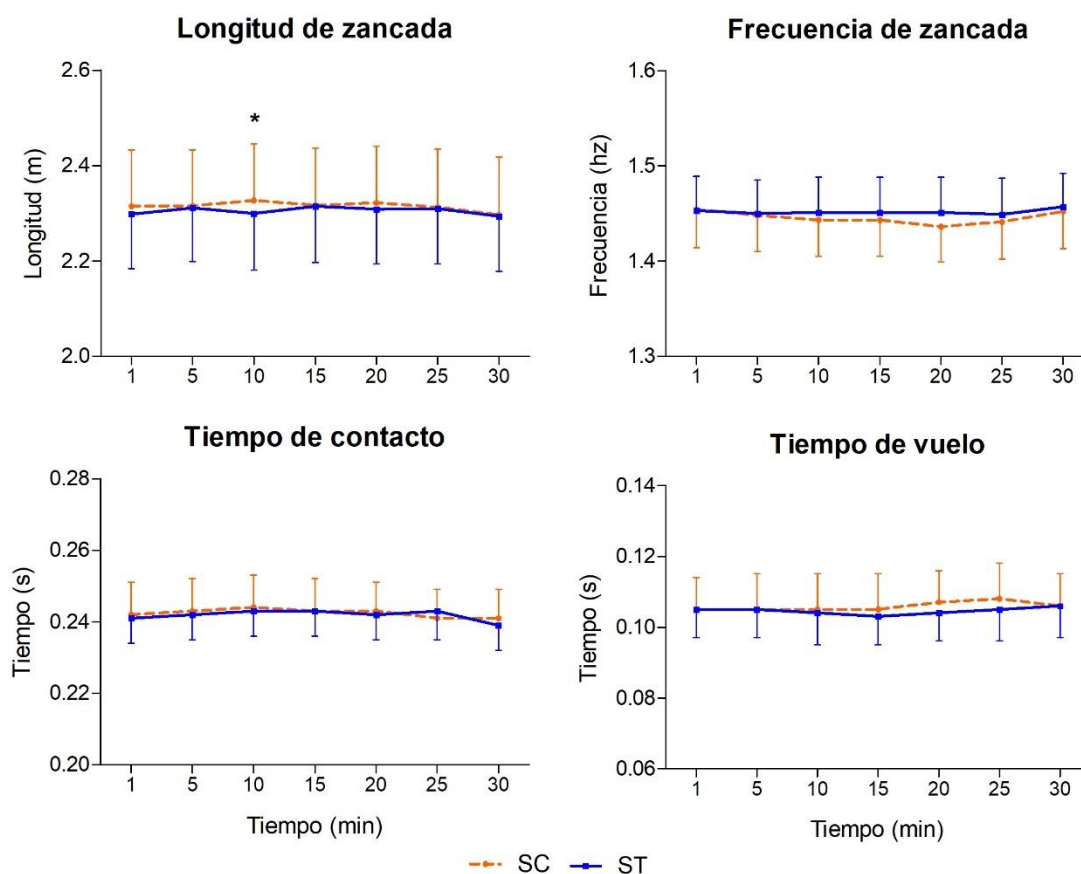 Longitud de zancada
Longitud (m)
2.6
2.4
2.2
2.0
*
1 5 10 15 20 25 30
Frecuencia de zancada
Frecuencia (hz)
1.6
1.5
1.4
1.3
1 5 10 15 20 25 30
Tiempo de contacto
Tiempo (s)
0.28
0.26
0.24
0.22
0.20
1 5 10 15 20 25 30
Tiempo (min)
Tiempo de vuelo
Tiempo (s)
0.14
0.12
0.10
0.08
0.06
1 5 10 15 20 25 30
Tiempo (min)
SC ST